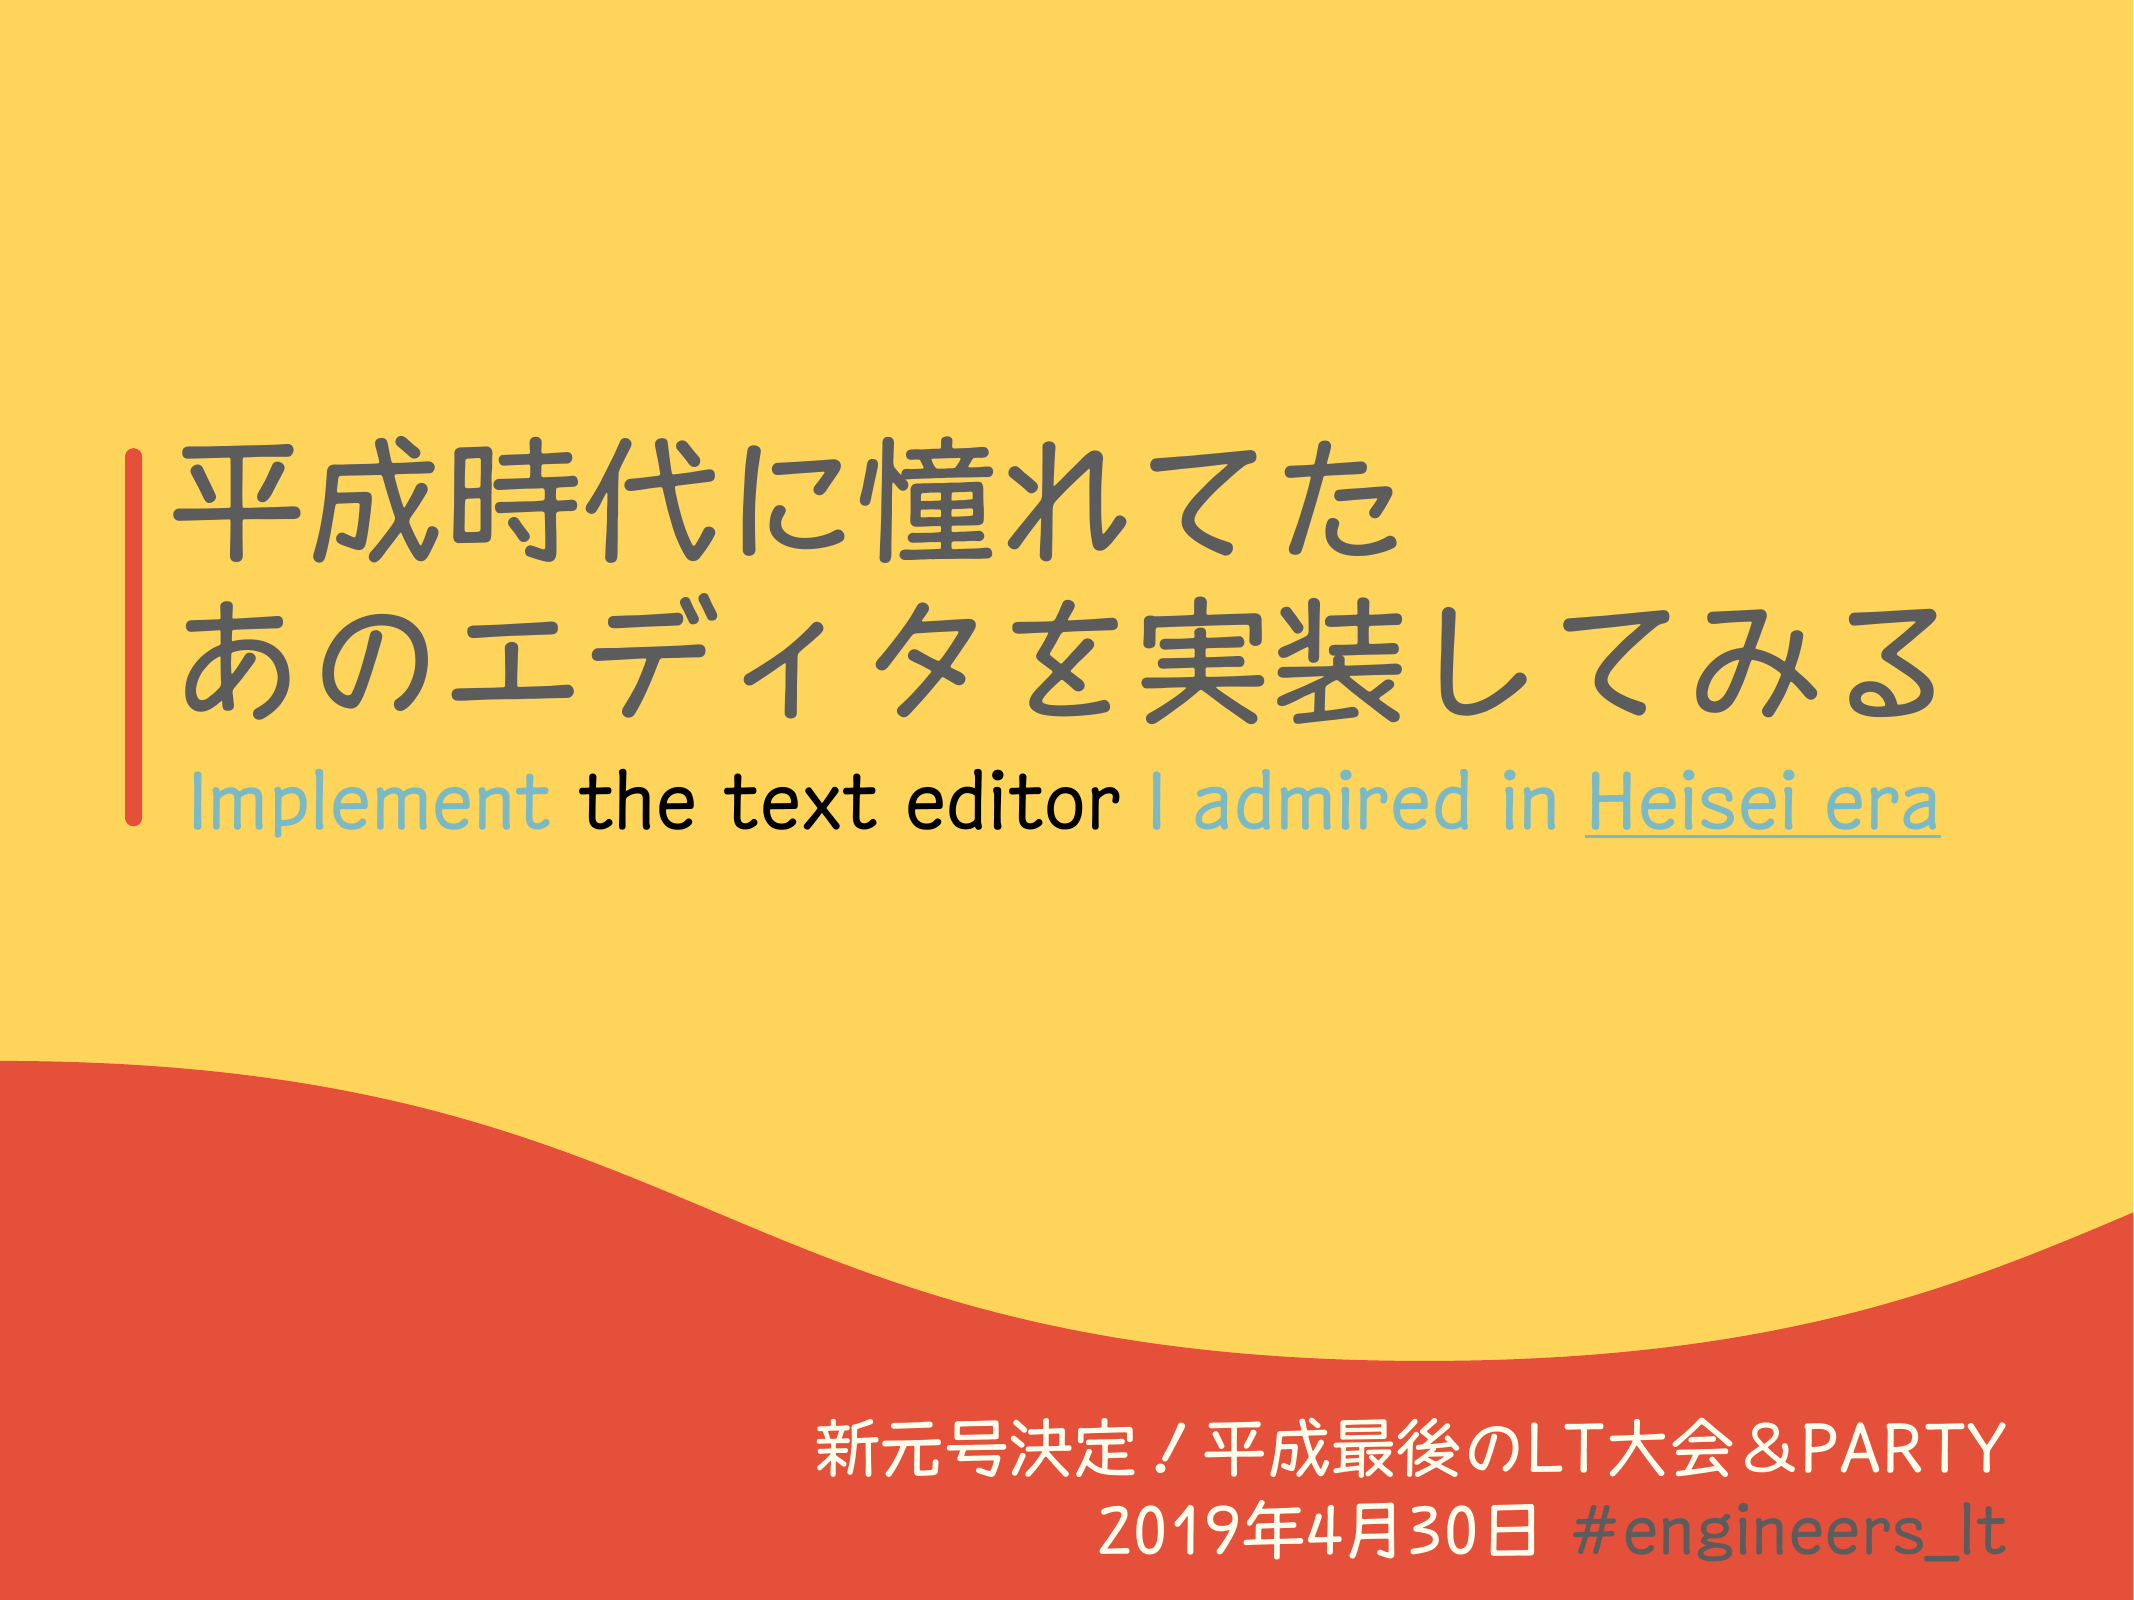 平成時代に憧れてた
あのエディタを実装してみる
Implement the text editor I admired in Heisei era
新元号決定！平成最後のLT大会＆PARTY
2019年4月30日 #engineers_lt